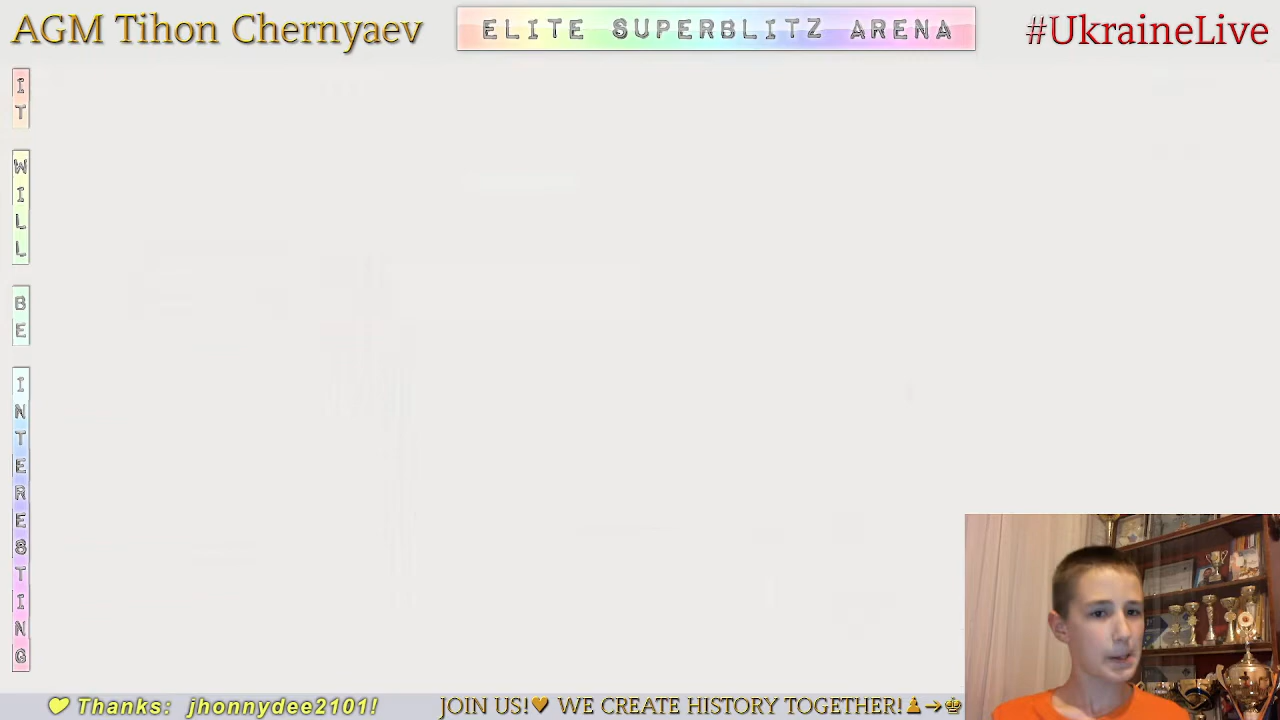 AGM Tihon Chernyaev
ELITE SUPERBLITZ ARENA
#UkraineLive
IT WILL BE INTERESTING
Thanks: jhonnydee2101!
JOIN US!♥ WE CREATE HISTORY TOGETHER!♟→♚